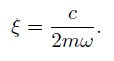 ξ = c / 2mω.